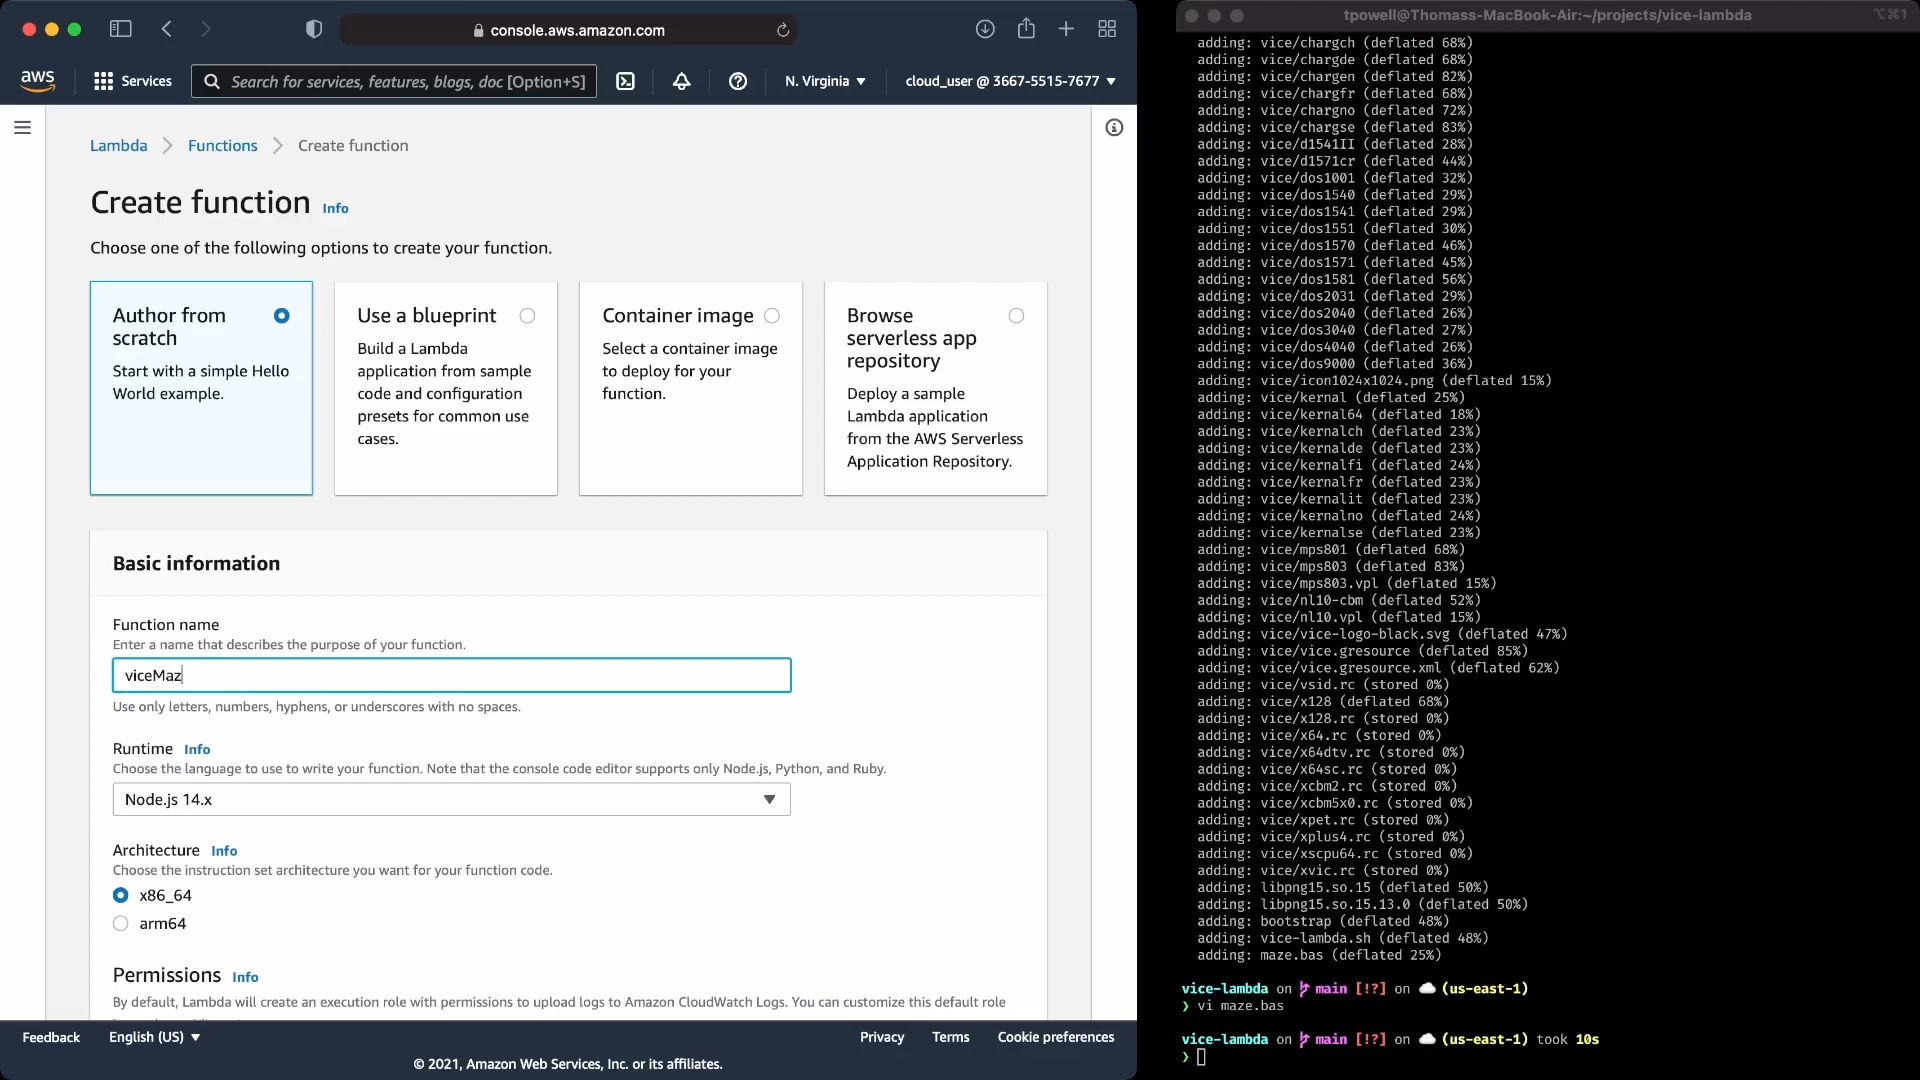 console.aws.amazon.com
aws
Services
Search for services, features, blogs, doc [Option+S]
N. Virginia ▼
cloud_user @ 3667-5515-7677 ▼
Lambda > Functions > Create function
Create function Info
Choose one of the following options to create your function.
Author from
scratch
Start with a simple Hello
World example.
Use a blueprint
Build a Lambda
application from sample
code and configuration
presets for common use
cases.
Container image
Select a container image
to deploy for your
function.
Browse
serverless app
repository
Deploy a sample
Lambda application
from the AWS Serverless
Application Repository.
Basic information
Function name
Enter a name that describes the purpose of your function.
viceMaz
Use only letters, numbers, hyphens, or underscores with no spaces.
Runtime Info
Choose the language to use to write your function. Note that the console code editor supports only Node.js, Python, and Ruby.
Node.js 14.x
Architecture Info
Choose the instruction set architecture you want for your function code.
x86_64
arm64
Permissions Info
By default, Lambda will create an execution role with permissions to upload logs to Amazon CloudWatch Logs. You can customize this default role
Feedback
English (US) ▼
Privacy
Terms
Cookie preferences
© 2021, Amazon Web Services, Inc. or its affiliates.
tpowell@Thomass-MacBook-Air:~/projects/vice-lambda
⌥⌘1
adding: vice/chargch (deflated 68%)
adding: vice/chargde (deflated 68%)
adding: vice/chargen (deflated 82%)
adding: vice/chargfr (deflated 68%)
adding: vice/chargno (deflated 72%)
adding: vice/chargse (deflated 83%)
adding: vice/d1541II (deflated 28%)
adding: vice/d1571cr (deflated 44%)
adding: vice/dos1001 (deflated 32%)
adding: vice/dos1540 (deflated 29%)
adding: vice/dos1541 (deflated 29%)
adding: vice/dos1551 (deflated 30%)
adding: vice/dos1570 (deflated 46%)
adding: vice/dos1571 (deflated 45%)
adding: vice/dos1581 (deflated 56%)
adding: vice/dos2031 (deflated 29%)
adding: vice/dos2040 (deflated 26%)
adding: vice/dos3040 (deflated 27%)
adding: vice/dos4040 (deflated 26%)
adding: vice/dos9000 (deflated 36%)
adding: vice/icon1024x1024.png (deflated 15%)
adding: vice/kernal (deflated 25%)
adding: vice/kernal64 (deflated 18%)
adding: vice/kernalch (deflated 23%)
adding: vice/kernalde (deflated 23%)
adding: vice/kernalfi (deflated 24%)
adding: vice/kernalfr (deflated 23%)
adding: vice/kernalit (deflated 23%)
adding: vice/kernalno (deflated 24%)
adding: vice/kernalse (deflated 23%)
adding: vice/mps801 (deflated 68%)
adding: vice/mps803 (deflated 83%)
adding: vice/mps803.vpl (deflated 15%)
adding: vice/nl10-cbm (deflated 52%)
adding: vice/nl10.vpl (deflated 15%)
adding: vice/vice-logo-black.svg (deflated 47%)
adding: vice/vice.gresource (deflated 85%)
adding: vice/vice.gresource.xml (deflated 62%)
adding: vice/vsid.rc (stored 0%)
adding: vice/x128 (deflated 68%)
adding: vice/x128.rc (stored 0%)
adding: vice/x64.rc (stored 0%)
adding: vice/x64dtv.rc (stored 0%)
adding: vice/x64sc.rc (stored 0%)
adding: vice/xcbm2.rc (stored 0%)
adding: vice/xcbm5x0.rc (stored 0%)
adding: vice/xpet.rc (stored 0%)
adding: vice/xplus4.rc (stored 0%)
adding: vice/xscpu64.rc (stored 0%)
adding: vice/xvic.rc (stored 0%)
adding: libpng15.so.15 (deflated 50%)
adding: libpng15.so.15.13.0 (deflated 50%)
adding: bootstrap (deflated 48%)
adding: vice-lambda.sh (deflated 48%)
adding: maze.bas (deflated 25%)
vice-lambda on main [!?] on (us-east-1)
❯ vi maze.bas
vice-lambda on main [!?] on (us-east-1) took 10s
❯